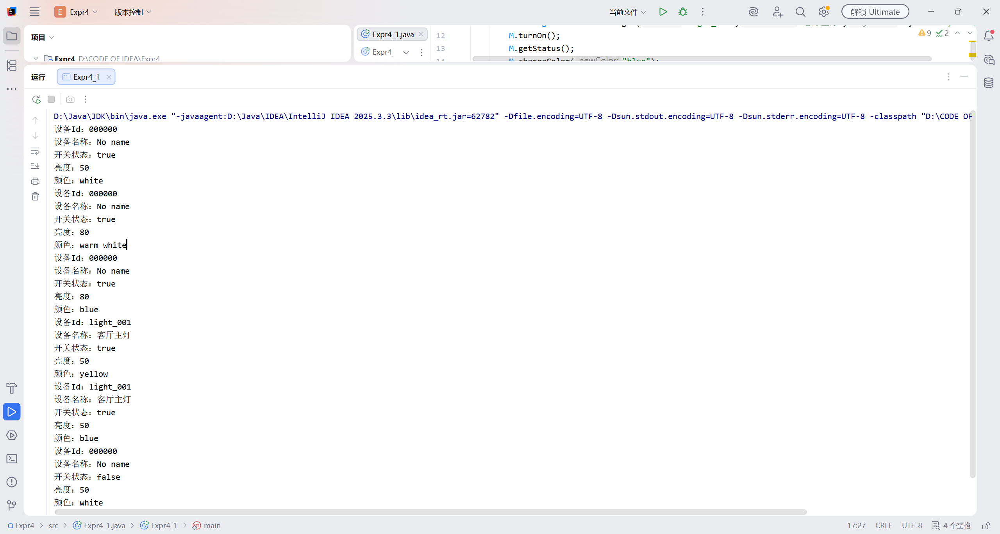 E Expr4 版本控制 当前文件 解锁 Ultimate
项目
Expr4 D:\CODE OF IDEA\Expr4
Expr4_1.java
Expr4
12 M.turnOn();
13 M.getStatus();
14 M.changeColor( newColor: "blue");
9 2
运行 Expr4_1
D:\Java\JDK\bin\java.exe "-javaagent:D:\Java\IDEA\IntelliJ IDEA 2025.3.3\lib\idea_rt.jar=62782" -Dfile.encoding=UTF-8 -Dsun.stdout.encoding=UTF-8 -Dsun.stderr.encoding=UTF-8 -classpath "D:\CODE OF
设备Id：000000
设备名称：No name
开关状态：true
亮度：50
颜色：white
设备Id：000000
设备名称：No name
开关状态：true
亮度：80
颜色：warm white
设备Id：000000
设备名称：No name
开关状态：true
亮度：80
颜色：blue
设备Id：light_001
设备名称：客厅主灯
开关状态：true
亮度：50
颜色：yellow
设备Id：light_001
设备名称：客厅主灯
开关状态：true
亮度：50
颜色：blue
设备Id：000000
设备名称：No name
开关状态：false
亮度：50
颜色：white
Expr4 src Expr4_1.java Expr4_1 main 17:27 CRLF UTF-8 4 个空格